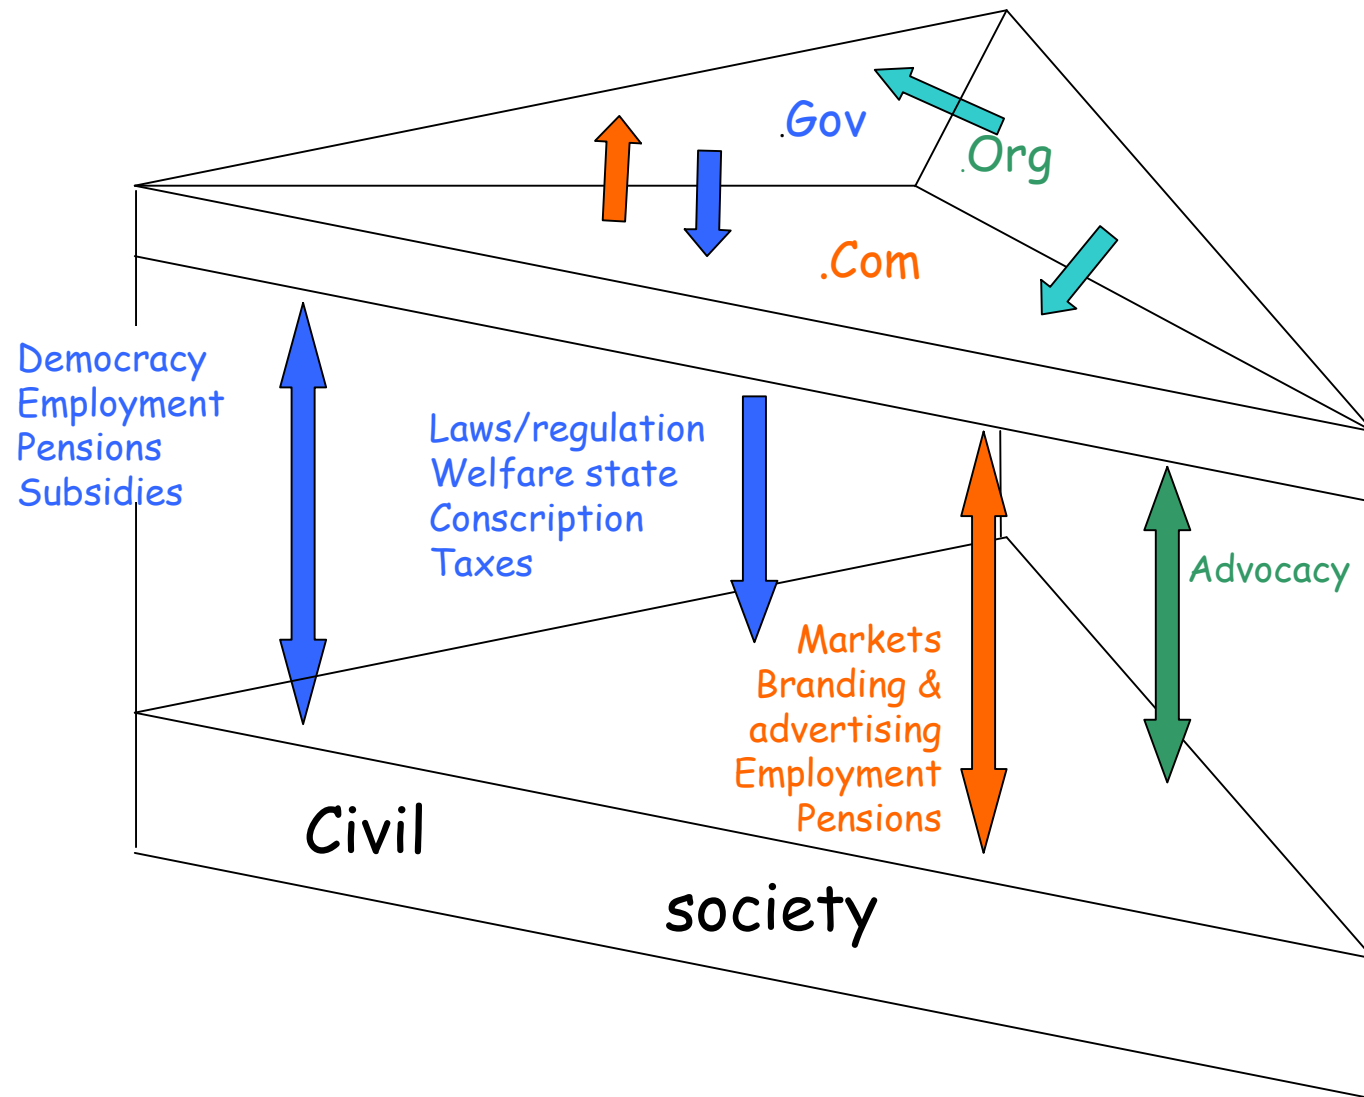 .Gov
.Org
.Com
Democracy
Employment
Pensions
Subsidies
Laws/regulation
Welfare state
Conscription
Taxes
Advocacy
Markets
Branding &
advertising
Employment
Pensions
Civil
society